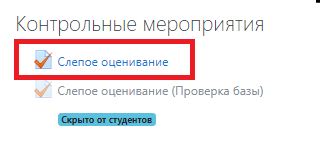 Контрольные мероприятия
Слепое оценивание
Слепое оценивание (Проверка базы)
Скрыто от студентов